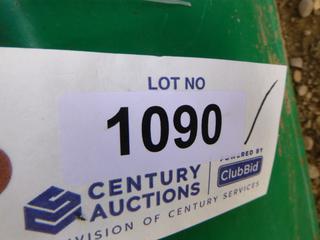 LOT NO
1090
POWERED BY
CENTURY ClubBid
AUCTIONS
DIVISION OF CENTURY SERVICES